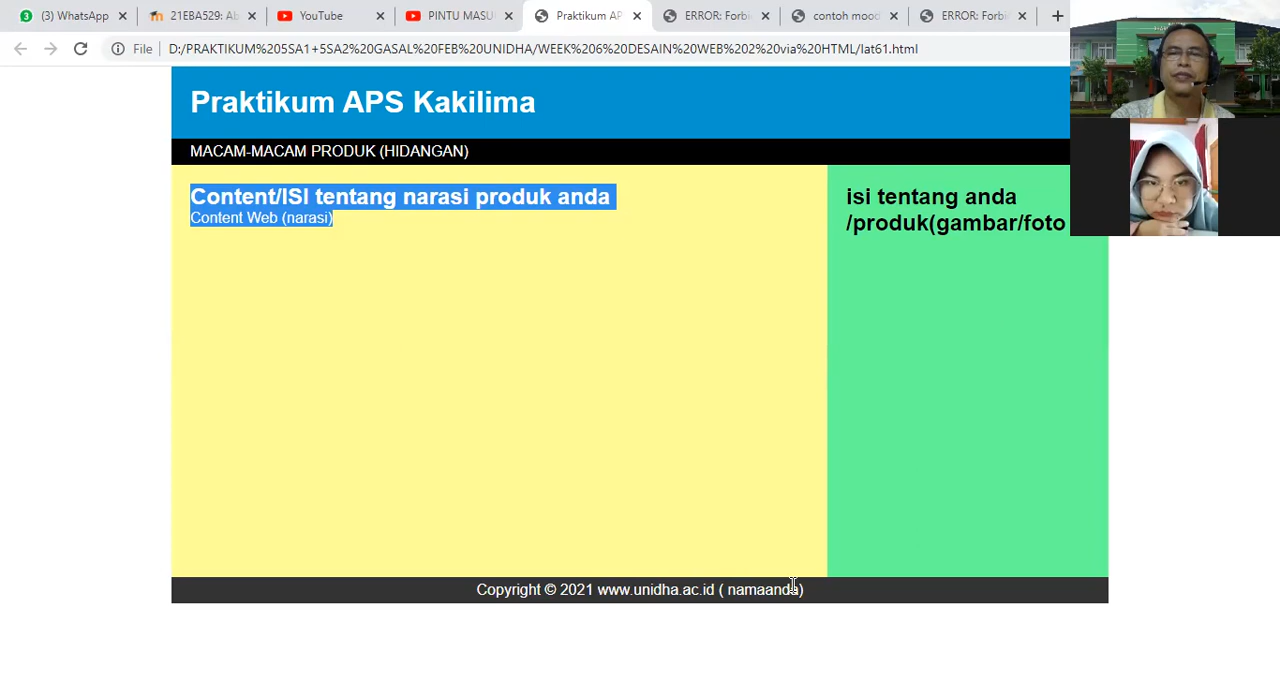 (3) WhatsApp
21EBA529: Ab
YouTube
PINTU MASU
Praktikum AP
ERROR: Forbi
contoh mood
ERROR: Forbi
File
D:/PRAKTIKUM%205SA1+5SA2%20GASAL%20FEB%20UNIDHA/WEEK%206%20DESAIN%20WEB%202%20via%20HTML/lat61.html
Praktikum APS Kakilima
MACAM-MACAM PRODUK (HIDANGAN)
Content/ISI tentang narasi produk anda
Content Web (narasi)
isi tentang anda
/produk(gambar/foto
Copyright © 2021 www.unidha.ac.id ( namaanda)